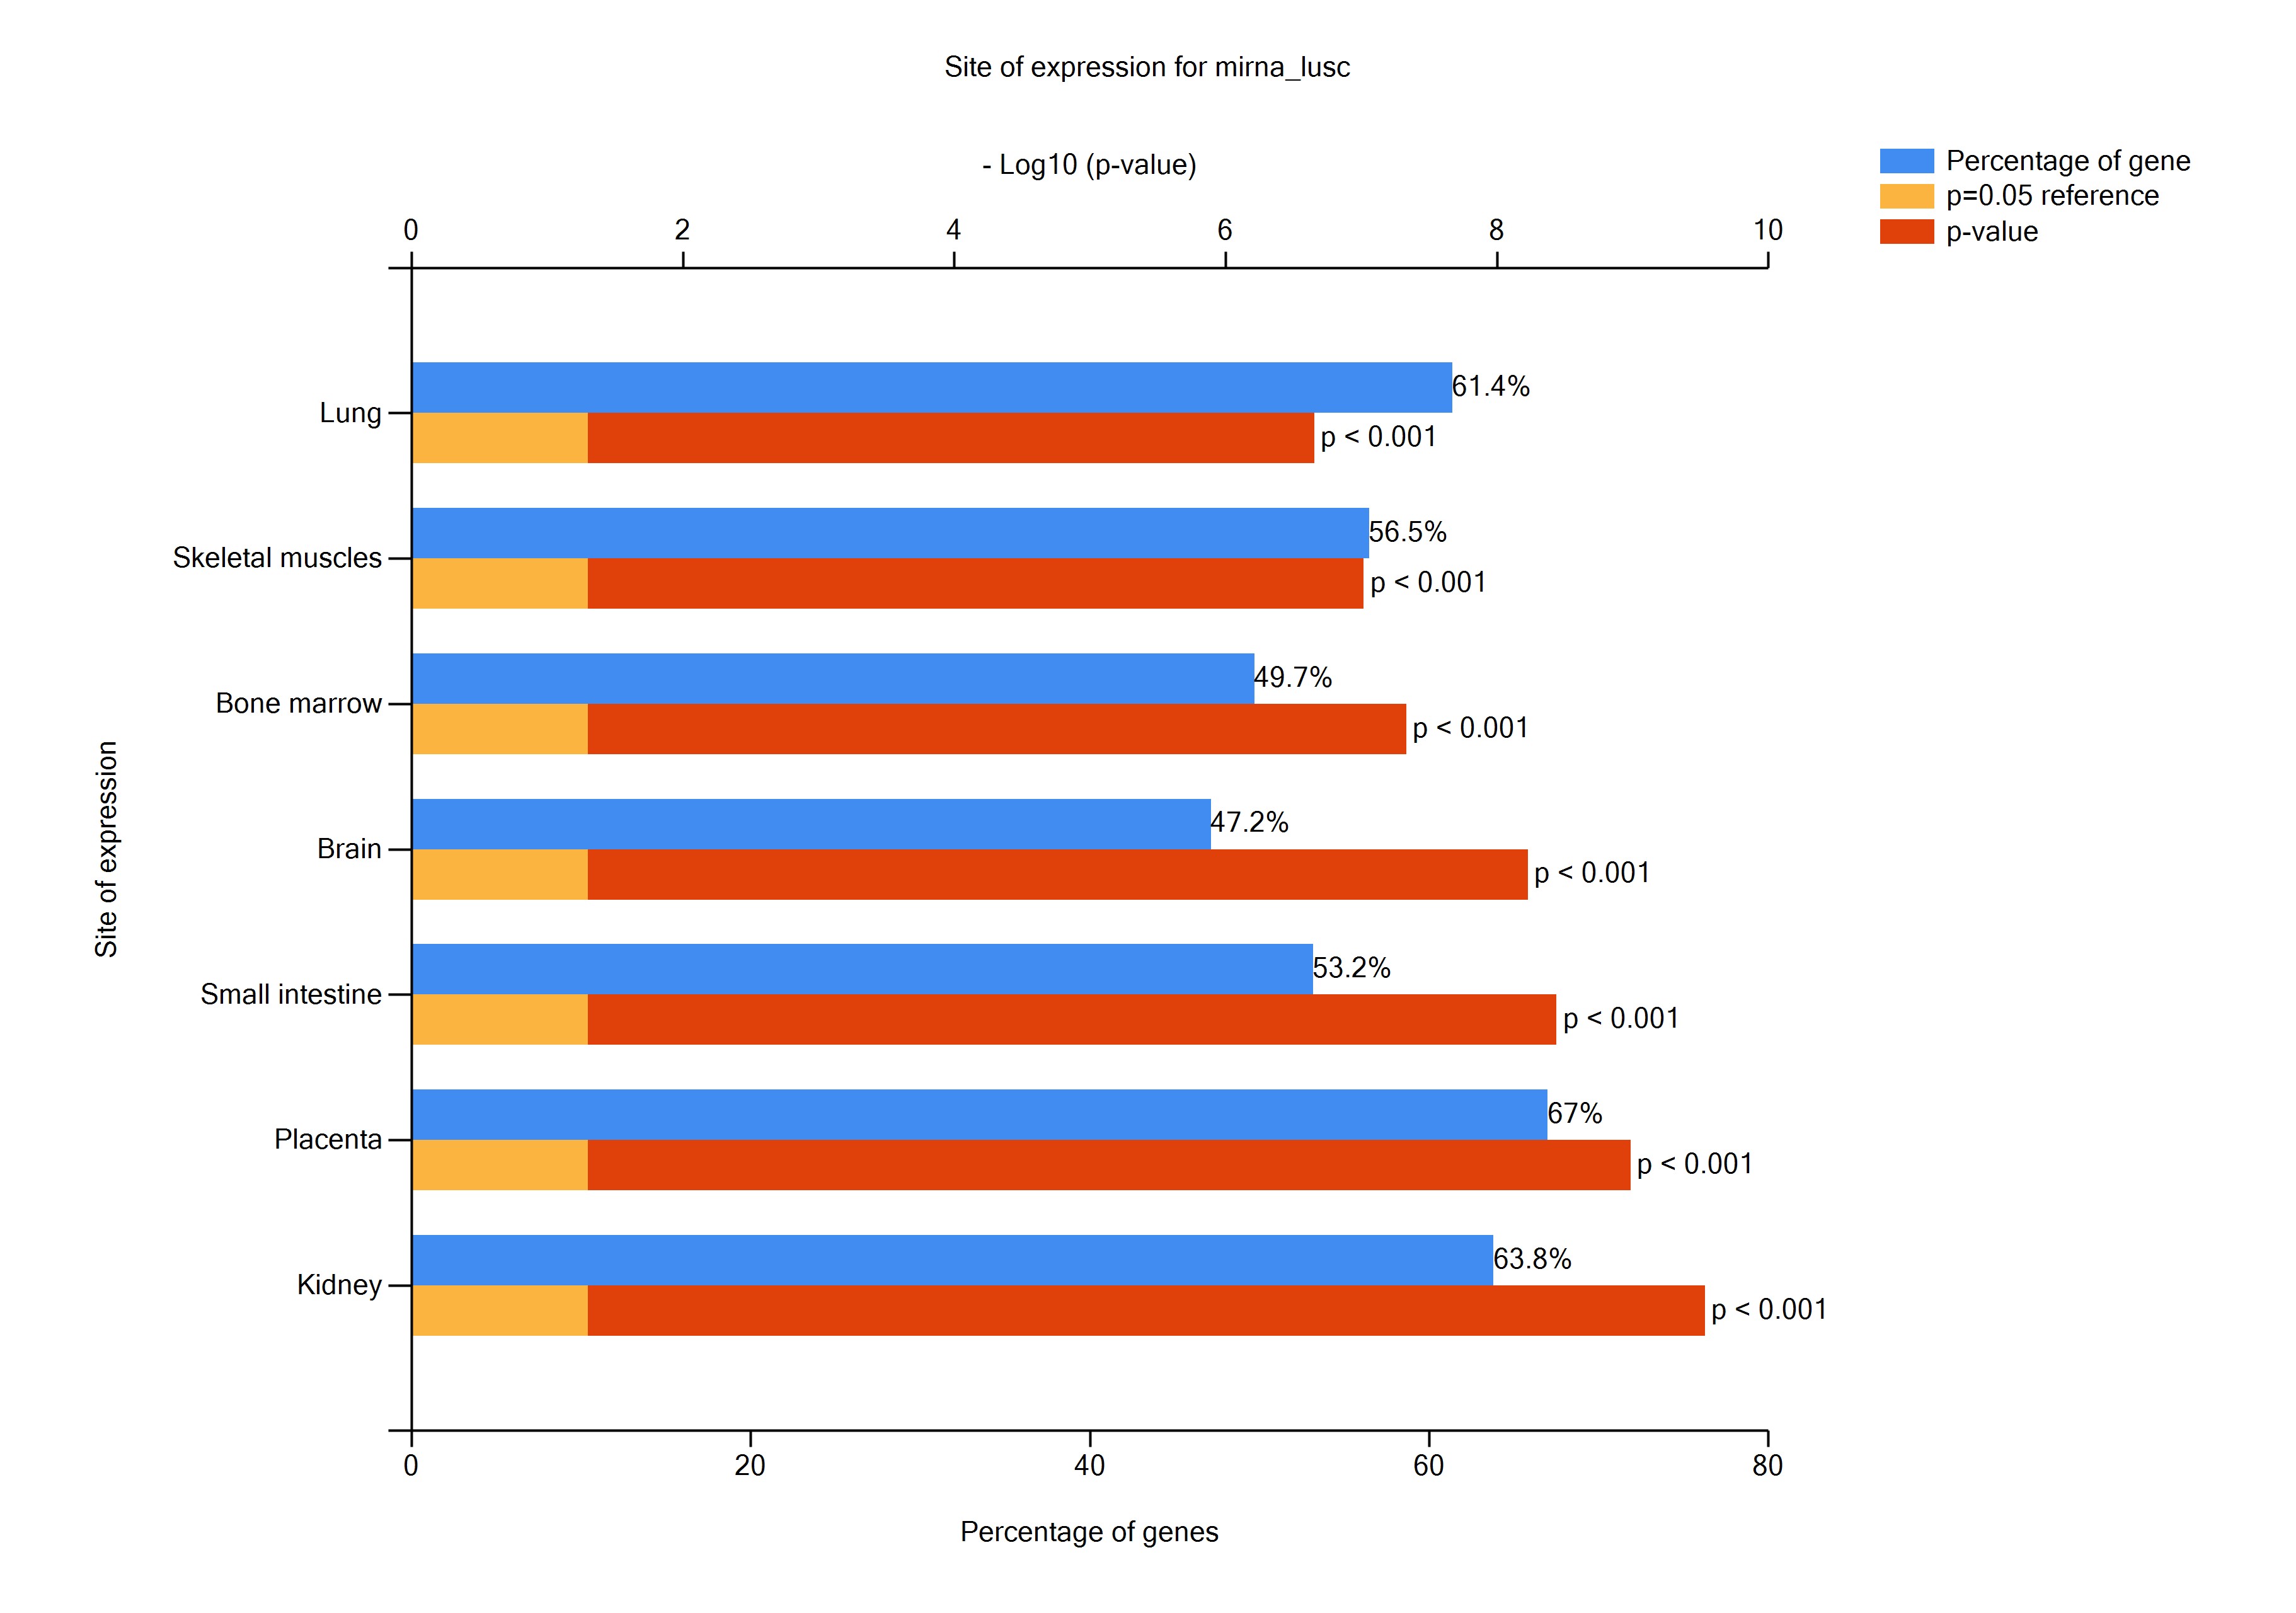 Site of expression for mirna_lusc
- Log10 (p-value)
Percentage of gene
p=0.05 reference
p-value
0 2 4 6 8 10
61.4%
Lung
p < 0.001
56.5%
Skeletal muscles
p < 0.001
49.7%
Bone marrow
p < 0.001
47.2%
Brain
p < 0.001
53.2%
Small intestine
p < 0.001
67%
Placenta
p < 0.001
63.8%
Kidney
p < 0.001
Site of expression
0 20 40 60 80
Percentage of genes